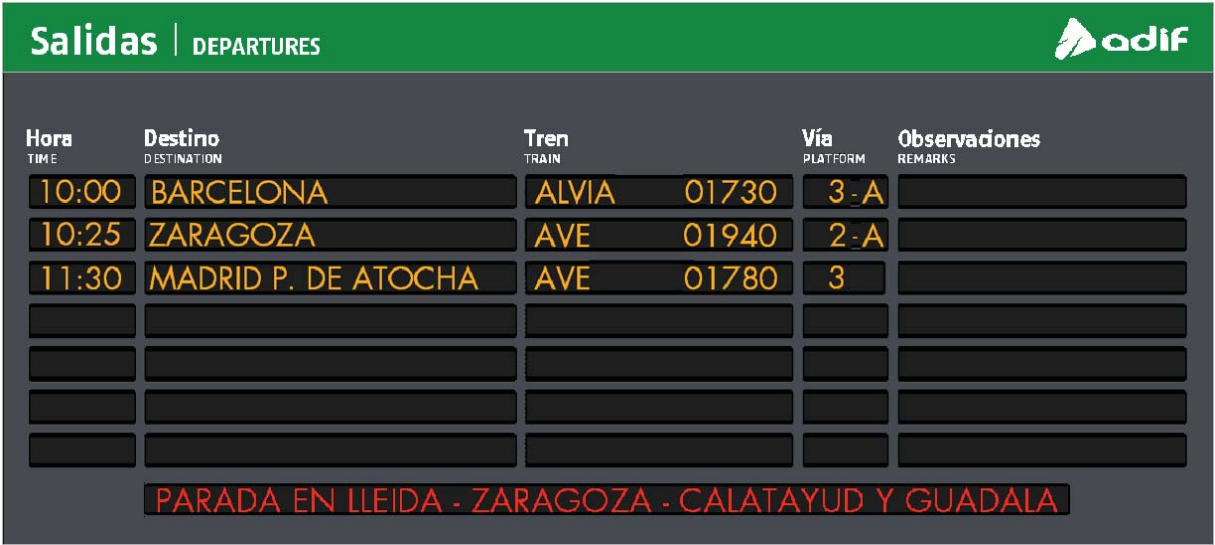 Salidas | DEPARTURES adif
Hora Destino Tren Vía Observaciones
TIME DESTINATION TRAIN PLATFORM REMARKS
10:00 BARCELONA ALVIA 01730 3-A
10:25 ZARAGOZA AVE 01940 2-A
11:30 MADRID P. DE ATOCHA AVE 01780 3
PARADA EN LLEIDA - ZARAGOZA - CALATAYUD Y GUADALA